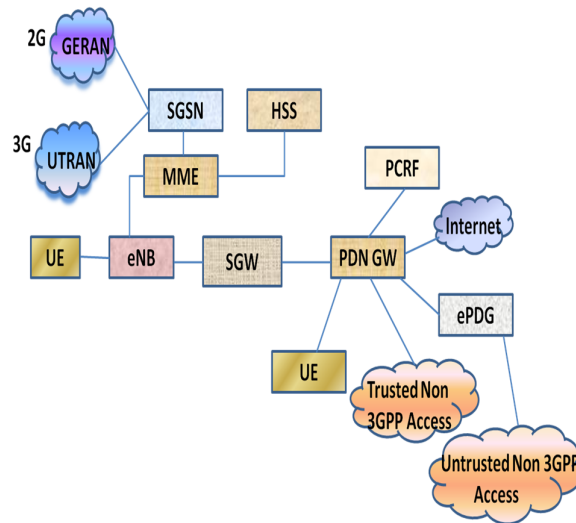 2G
GERAN
SGSN
HSS
3G
UTRAN
MME
PCRF
Internet
UE
eNB
SGW
PDN GW
ePDG
UE
Trusted Non
3GPP Access
Untrusted Non 3GPP
Access